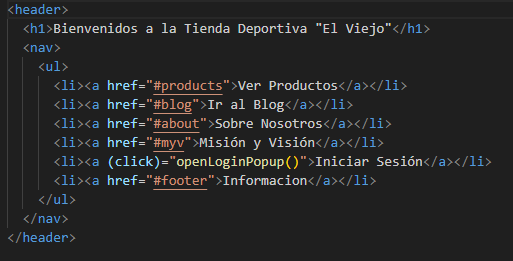 <header>
<h1>Bienvenidos a la Tienda Deportiva "El Viejo"</h1>
<nav>
<ul>
<li><a href="#products">Ver Productos</a></li>
<li><a href="#blog">Ir al Blog</a></li>
<li><a href="#about">Sobre Nosotros</a></li>
<li><a href="#myv">Misión y Visión</a></li>
<li><a (click)="openLoginPopup()">Iniciar Sesión</a></li>
<li><a href="#footer">Informacion</a></li>
</ul>
</nav>
</header>